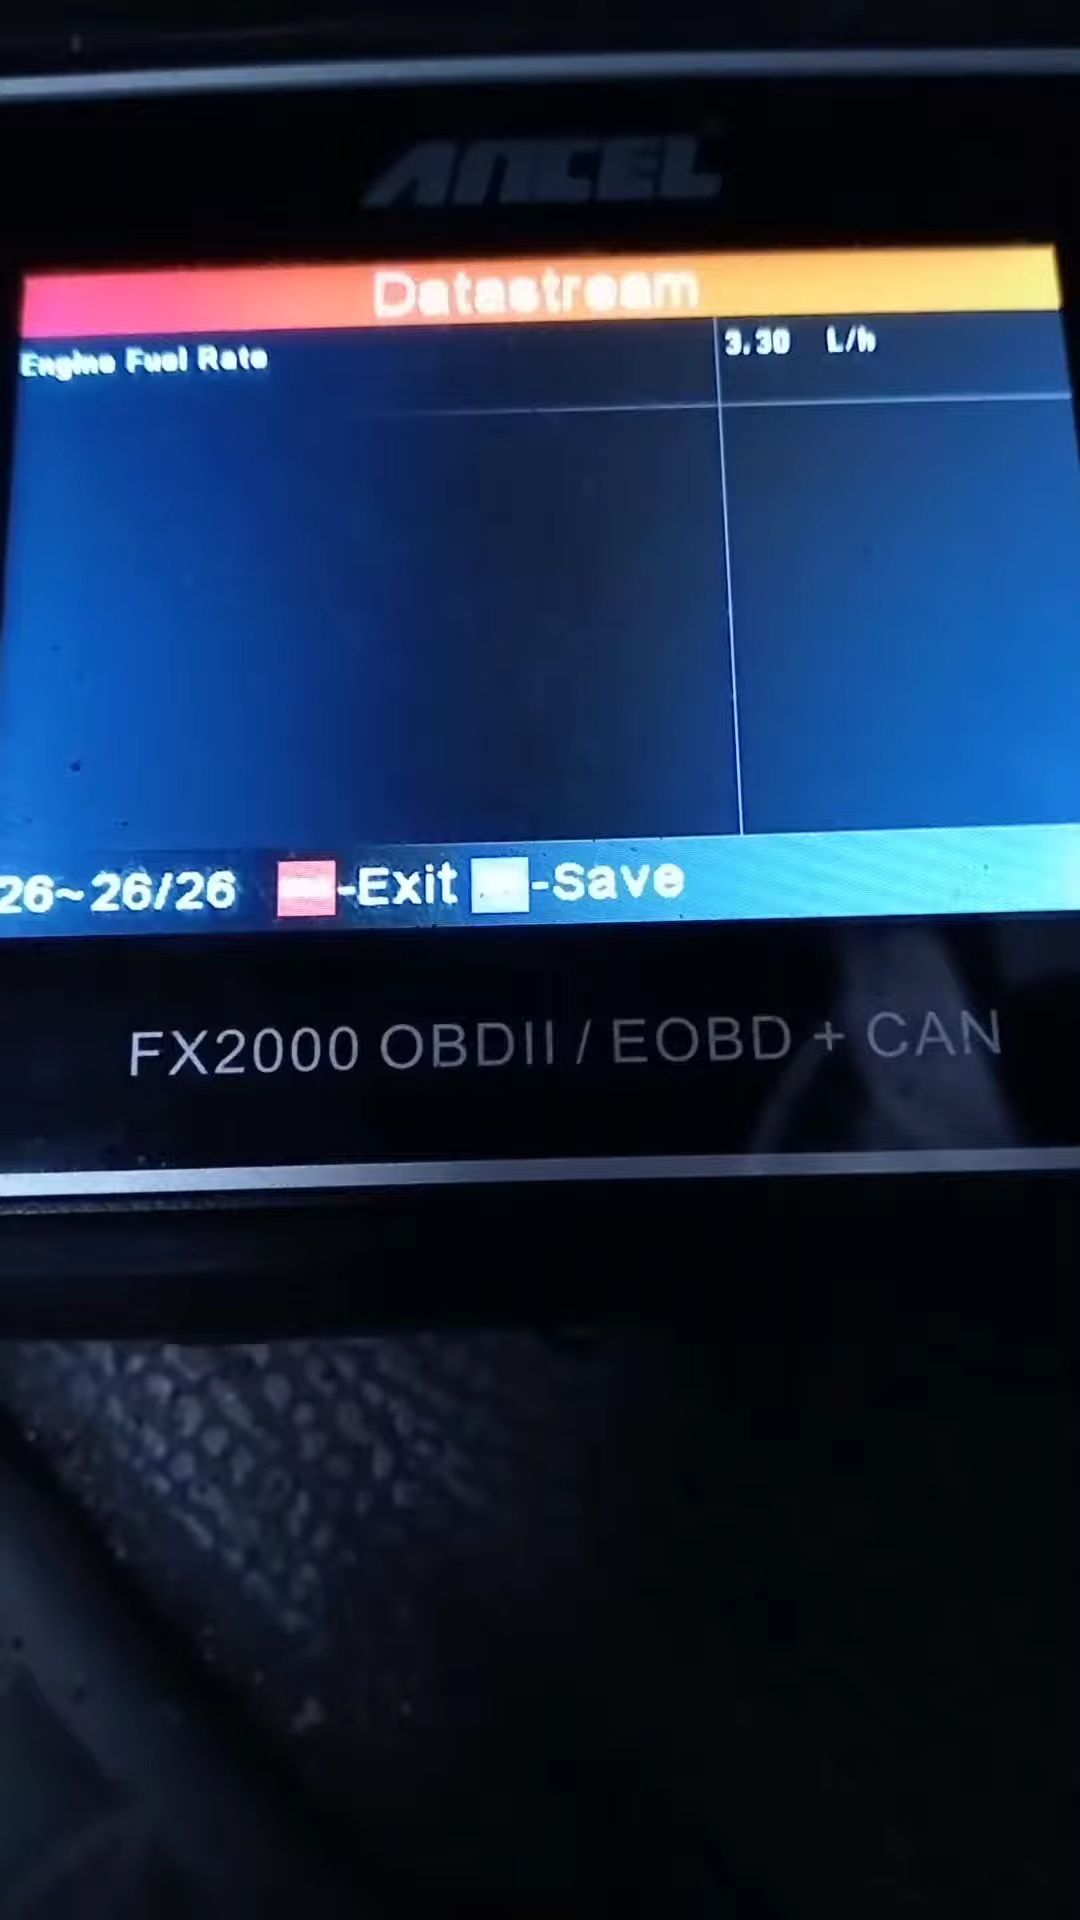 ANCEL
Datastream
Engine Fuel Rate 3.30 L/h
26~26/26 -Exit -Save
FX2000 OBDII / EOBD + CAN